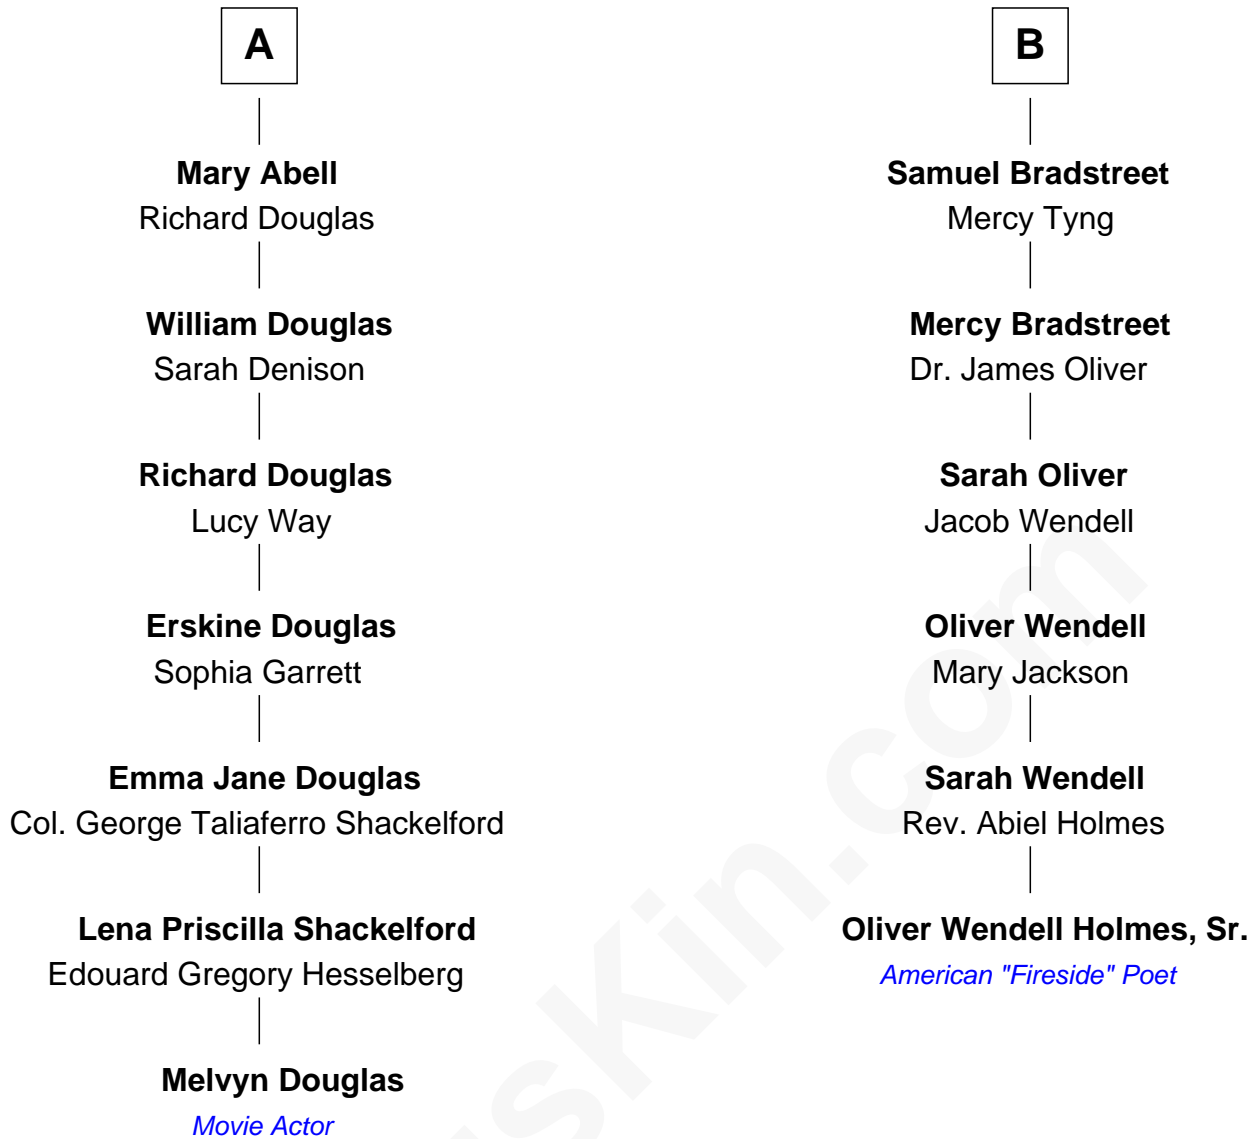 A
Mary Abell
Richard Douglas
William Douglas
Sarah Denison
Richard Douglas
Lucy Way
Erskine Douglas
Sophia Garrett
Emma Jane Douglas
Col. George Taliaferro Shackelford
Lena Priscilla Shackelford
Edouard Gregory Hesselberg
Melvyn Douglas
Movie Actor
B
Samuel Bradstreet
Mercy Tyng
Mercy Bradstreet
Dr. James Oliver
Sarah Oliver
Jacob Wendell
Oliver Wendell
Mary Jackson
Sarah Wendell
Rev. Abiel Holmes
Oliver Wendell Holmes, Sr.
American "Fireside" Poet
sKin.com